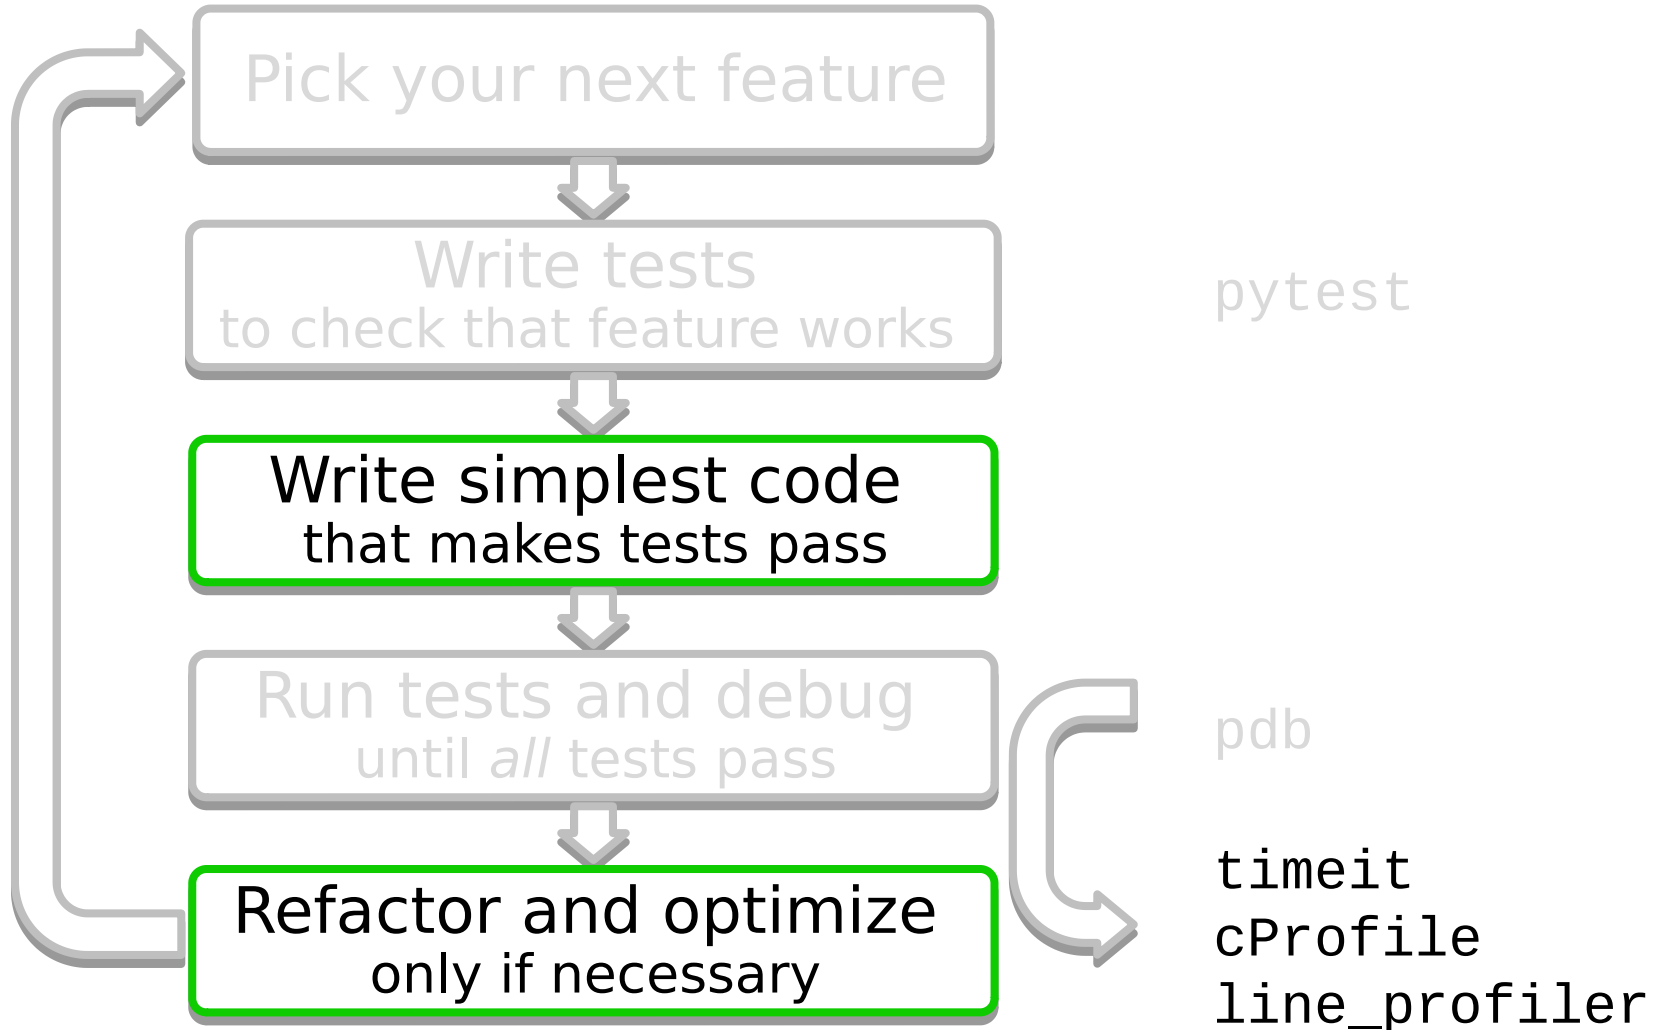 Pick your next feature
Write tests
to check that feature works
pytest
Write simplest code
that makes tests pass
Run tests and debug
until all tests pass
pdb
Refactor and optimize
only if necessary
timeit
cProfile
line_profiler